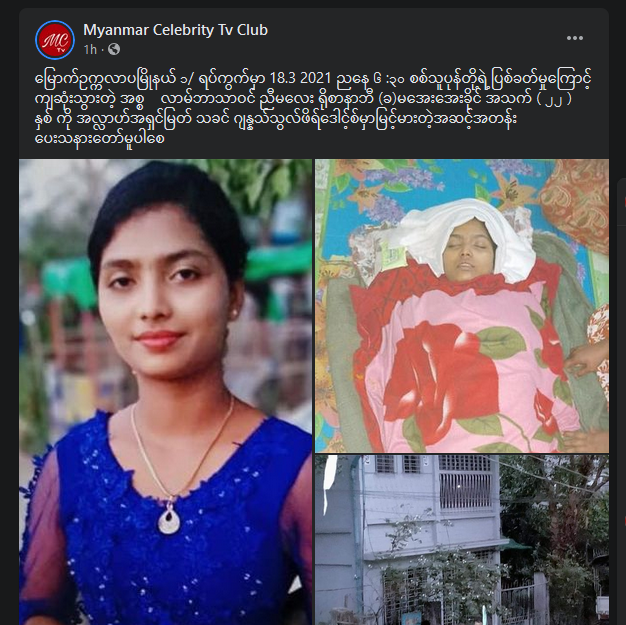 Myanmar Celebrity Tv Club
1h
မြောက်ဥက္ကလာပမြို့နယ် ၁/ ရပ်ကွက်မှာ 18.3 2021 ညနေ ၆ :၃၀ စစ်သူပုန်တို့ရဲ့ပြစ်ခတ်မှုကြောင့်
ကျဆုံးသွားတဲ့ အစ္စ လာမ်ဘာသာဝင် ညီမလေး ရိုစာနာဘီ (ခ)မအေးအေးခိုင် အသက် ( ၂၂ )
နှစ် ကို အလ္လာဟ်အရှင်မြတ် သခင် ဂျန္နသ်သွလ်ဖိရ်ဒေါင့်စ်မှာမြင့်မားတဲ့အဆင့်အတန်း
ပေးသနားတော်မူပါစေ
MC
TV